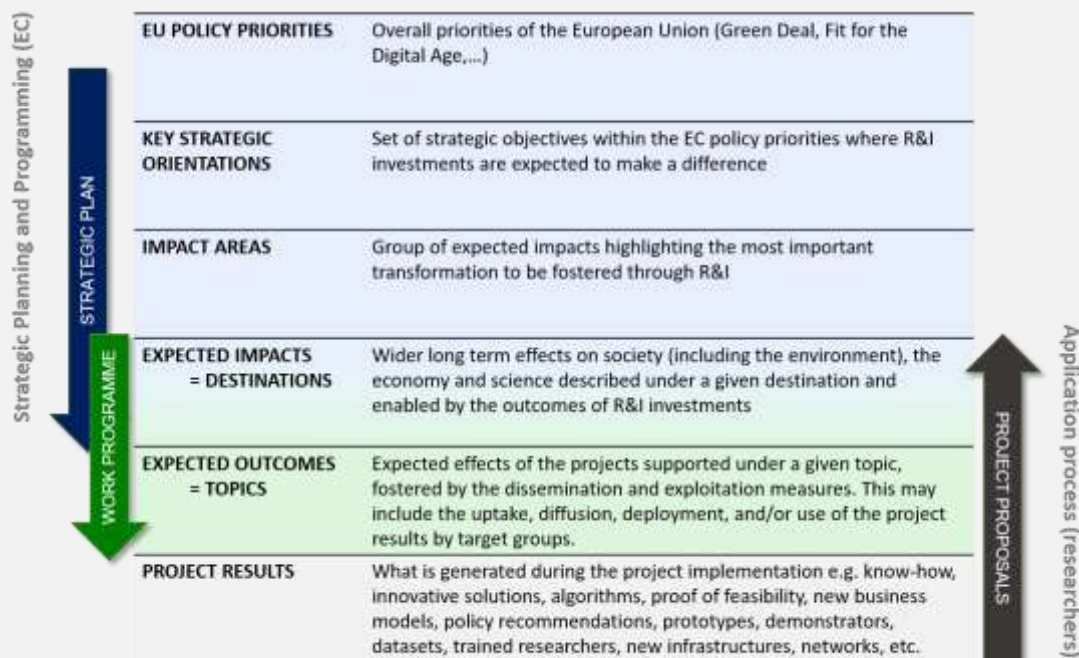 Strategic Planning and Programming (EC)
STRATEGIC PLAN
WORK PROGRAMME
EU POLICY PRIORITIES
Overall priorities of the European Union (Green Deal, Fit for the
Digital Age,...)
KEY STRATEGIC
ORIENTATIONS
Set of strategic objectives within the EC policy priorities where R&I
investments are expected to make a difference
IMPACT AREAS
Group of expected impacts highlighting the most important
transformation to be fostered through R&I
EXPECTED IMPACTS
= DESTINATIONS
Wider long term effects on society (including the environment), the
economy and science described under a given destination and
enabled by the outcomes of R&I investments
EXPECTED OUTCOMES
= TOPICS
Expected effects of the projects supported under a given topic,
fostered by the dissemination and exploitation measures. This may
include the uptake, diffusion, deployment, and/or use of the project
results by target groups.
PROJECT RESULTS
What is generated during the project implementation e.g. know-how,
innovative solutions, algorithms, proof of feasibility, new business
models, policy recommendations, prototypes, demonstrators,
datasets, trained researchers, new infrastructures, networks, etc.
PROJECT PROPOSALS
Application process (researchers)